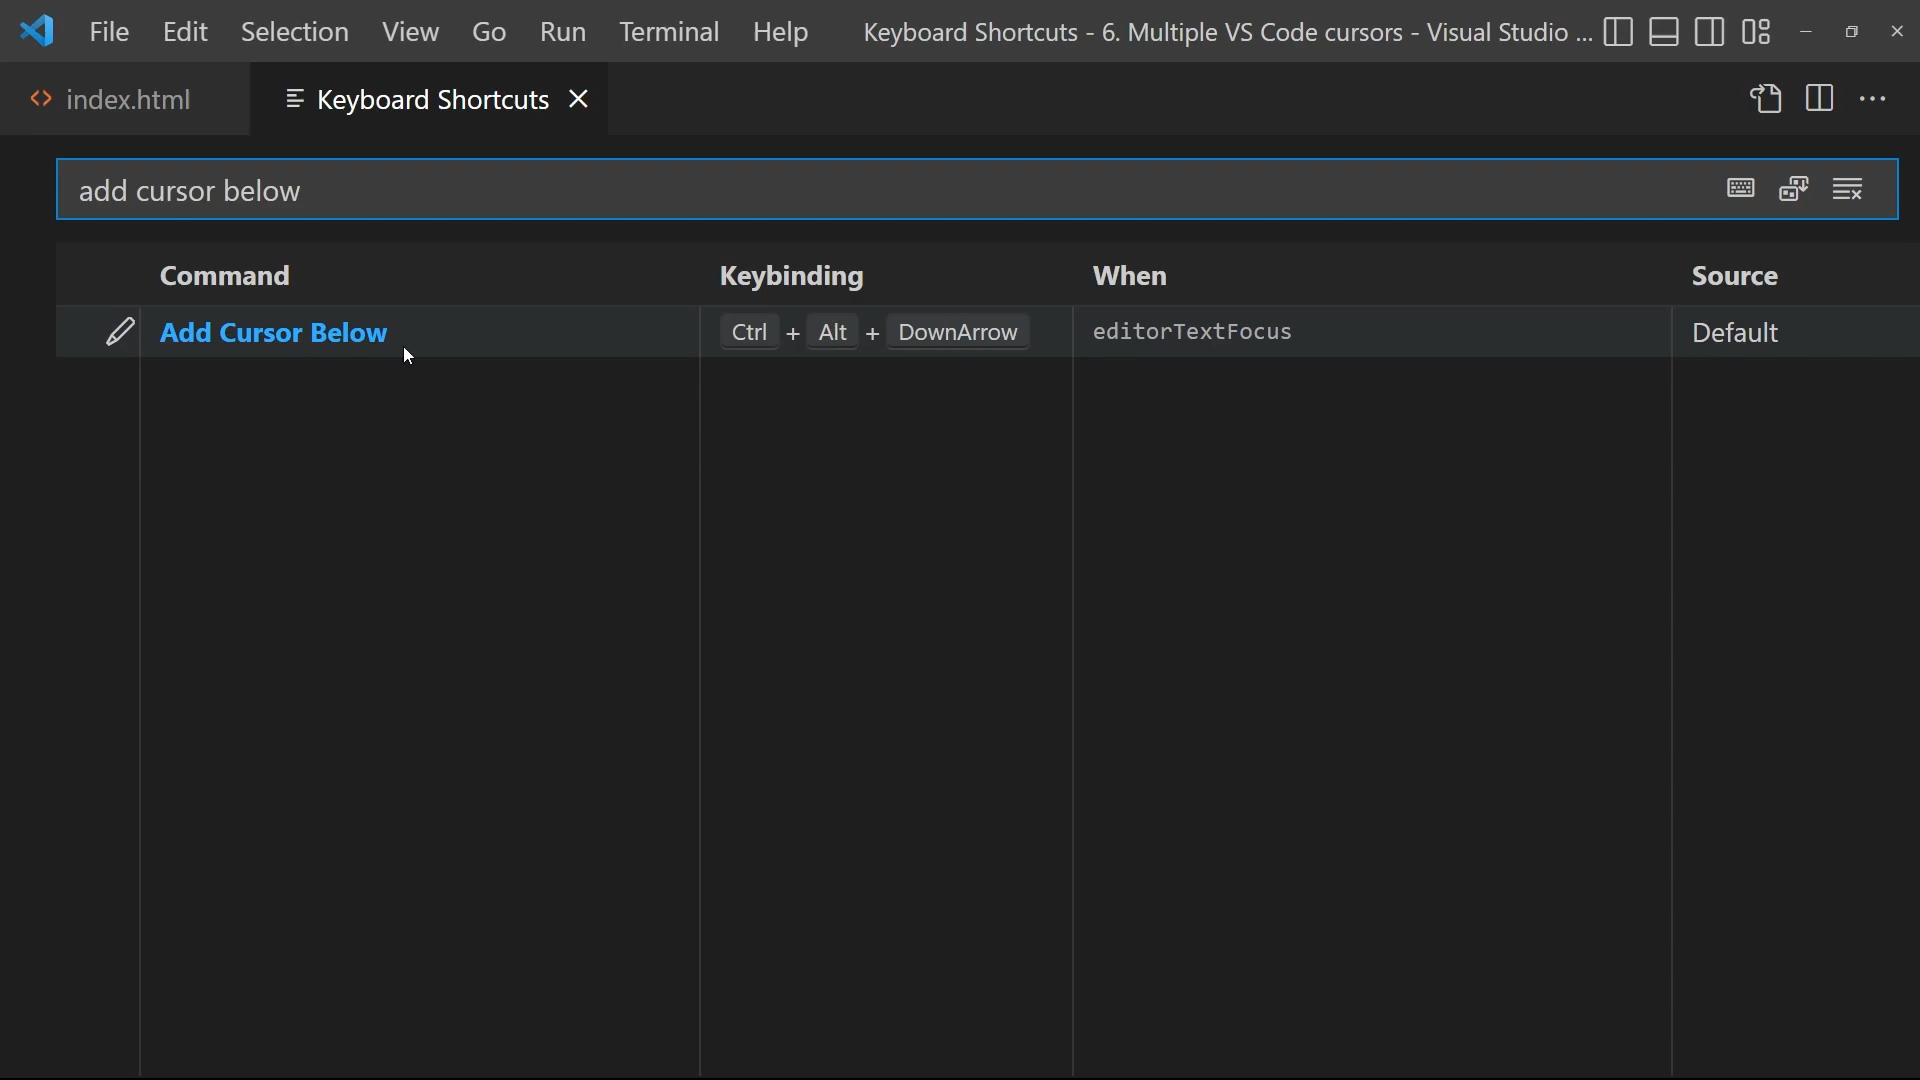 File Edit Selection View Go Run Terminal Help Keyboard Shortcuts - 6. Multiple VS Code cursors - Visual Studio ...
index.html Keyboard Shortcuts
add cursor below
Command Keybinding When Source
Add Cursor Below Ctrl + Alt + DownArrow editorTextFocus Default